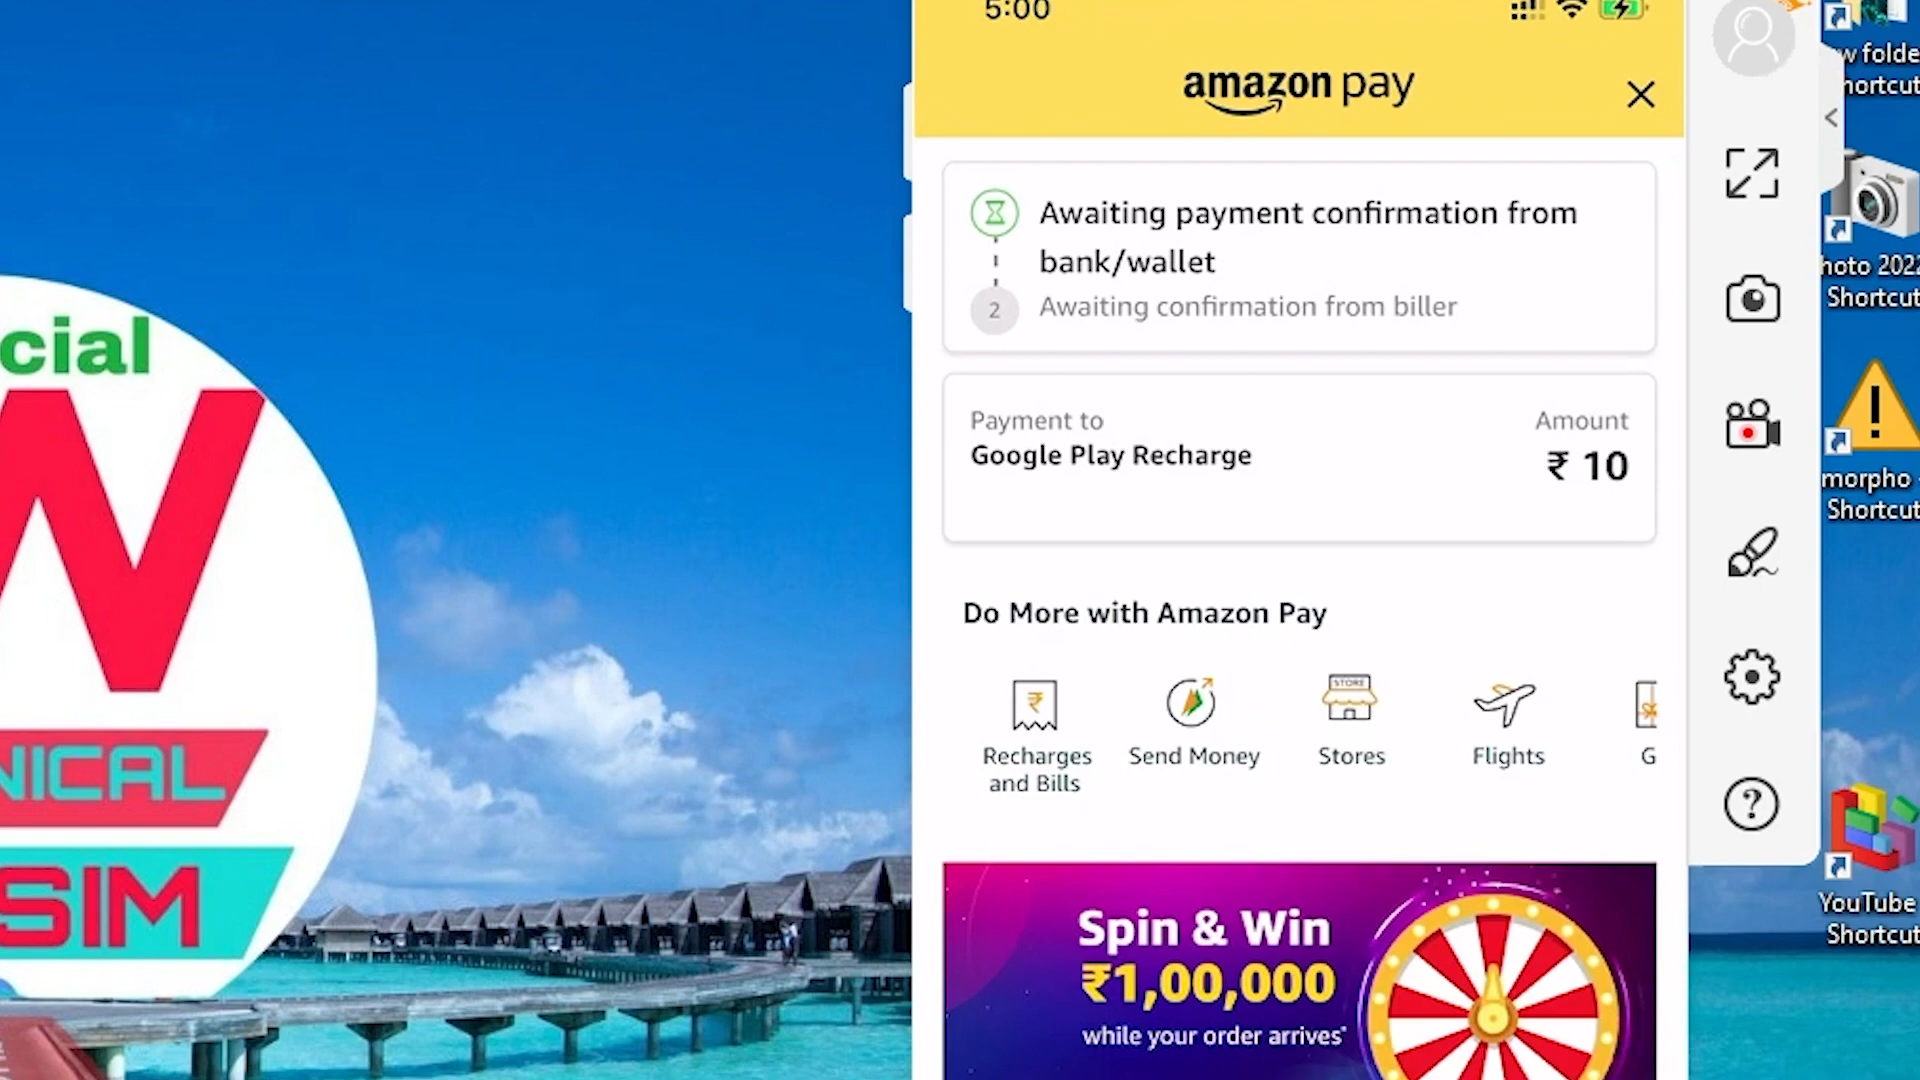 5:00
amazon pay
Awaiting payment confirmation from
bank/wallet
2
Awaiting confirmation from biller
Payment to
Amount
Google Play Recharge
₹ 10
Do More with Amazon Pay
STORE
Recharges
and Bills
Send Money
Stores
Flights
G
Spin & Win
₹1,00,000
while your order arrives*
cial
W
NICAL
SIM
w folde
hortcut
hoto 2022
Shortcut
morpho -
Shortcut
YouTube
Shortcut